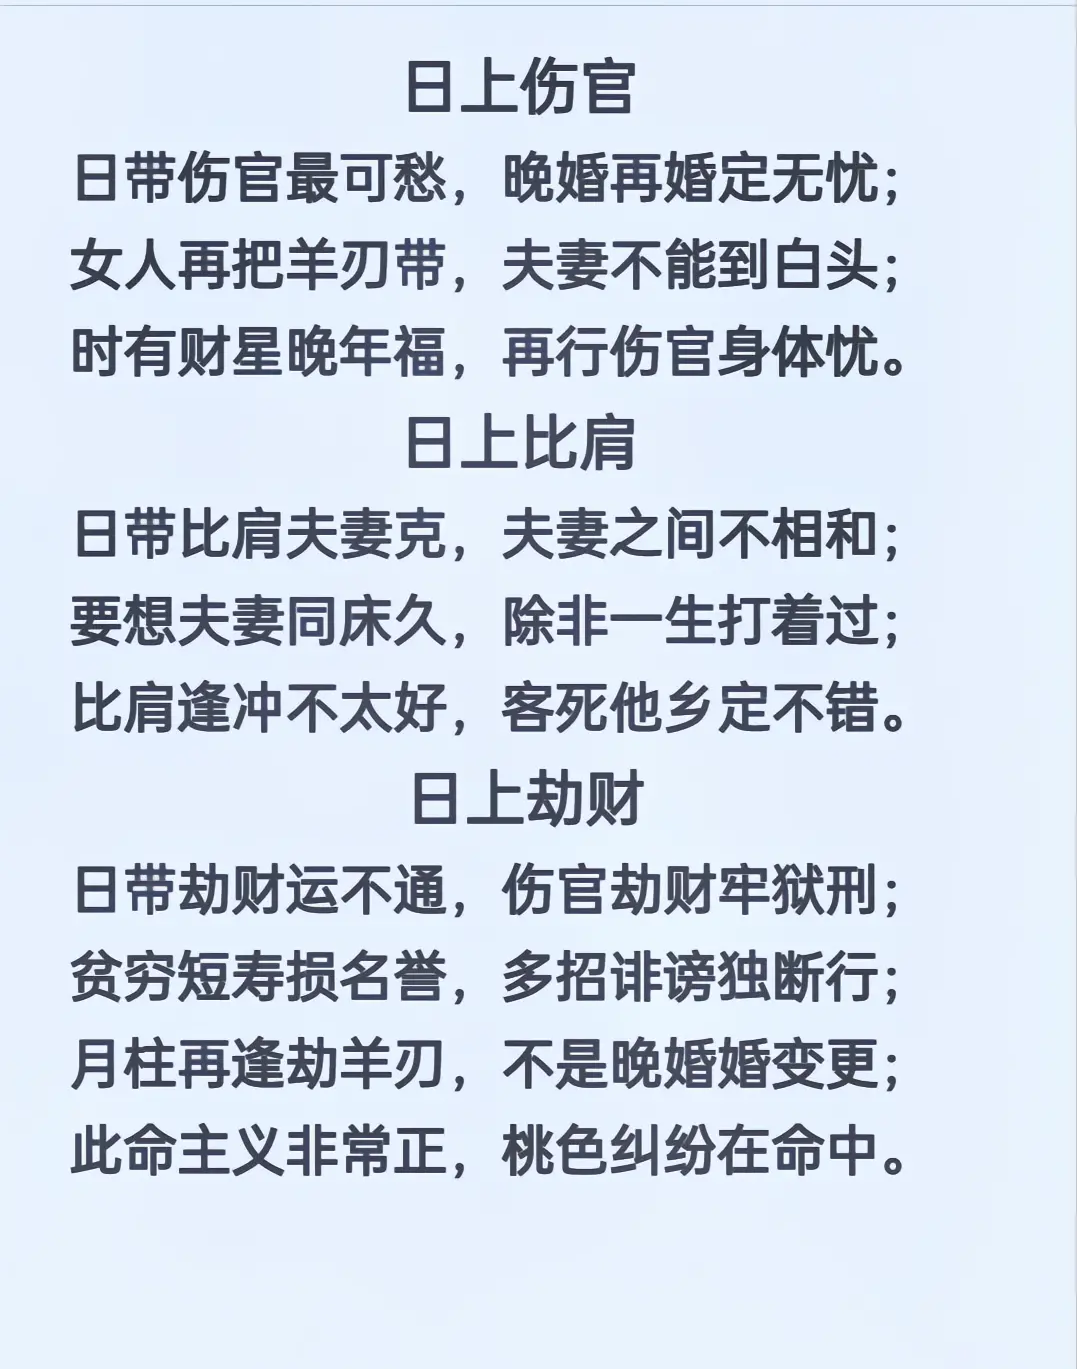 日上伤官
日带伤官最可愁，晚婚再婚定无忧；
女人再把羊刃带，夫妻不能到白头；
时有财星晚年福，再行伤官身体忧。
日上比肩
日带比肩夫妻克，夫妻之间不相和；
要想夫妻同床久，除非一生打着过；
比肩逢冲不太好，客死他乡定不错。
日上劫财
日带劫财运不通，伤官劫财牢狱刑；
贫穷短寿损名誉，多招诽谤独断行；
月柱再逢劫羊刃，不是晚婚婚变更；
此命主义非常正，桃色纠纷在命中。